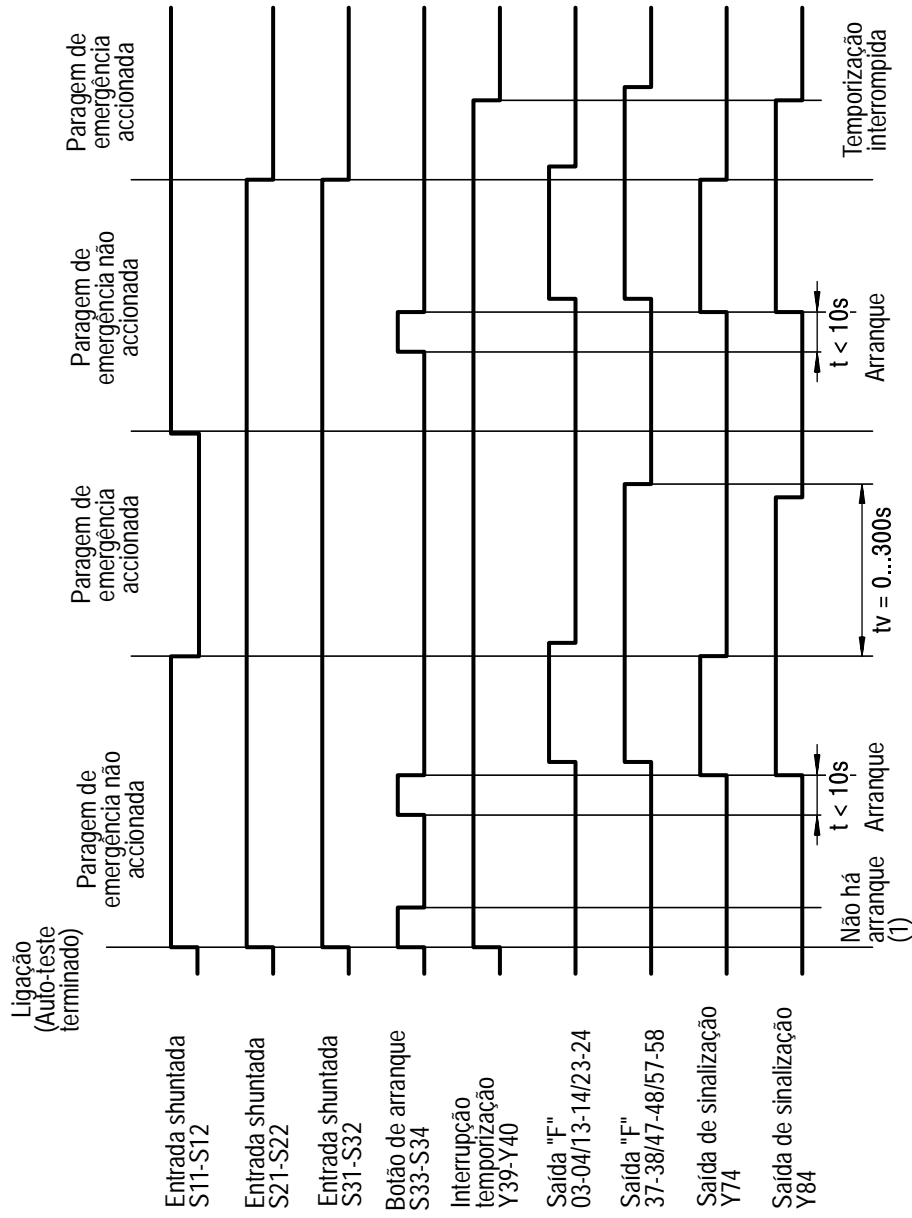 Ligação
(Auto-teste
terminado)
Paragem de
emergência não
accionada
Paragem de
emergência
accionada
Paragem de
emergência não
accionada
Paragem de
emergência
accionada
Entrada shuntada
S11-S12
Entrada shuntada
S21-S22
Entrada shuntada
S31-S32
Botão de arranque
S33-S34
Interrupção
temporização
Y39-Y40
Saída "F"
03-04/13-14/23-24
Saída "F"
37-38/47-48/57-58
Saída de sinalização
Y74
Saída de sinalização
Y84
Não há
arranque
(1)
t < 10s
Arranque
tv = 0...300s
t < 10s
Arranque
Temporização
interrompida